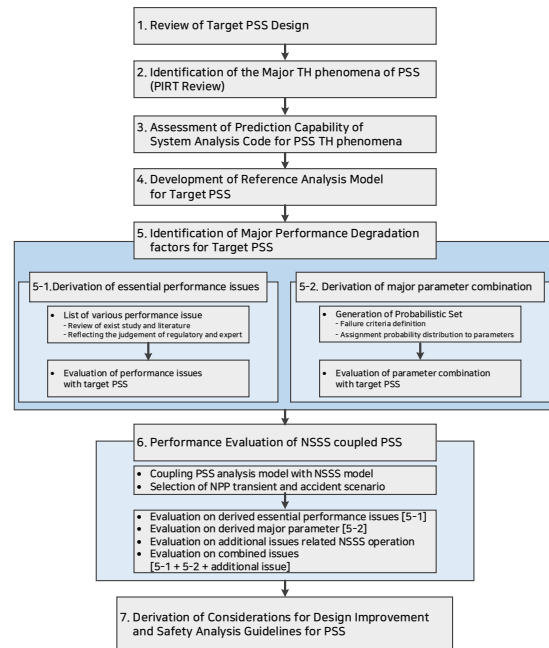 1. Review of Target PSS Design
2. Identification of the Major TH phenomena of PSS
(PIRT Review)
3. Assessment of Prediction Capability of
System Analysis Code for PSS TH phenomena
4. Development of Reference Analysis Model
for Target PSS
5. Identification of Major Performance Degradation
factors for Target PSS
5-1.Derivation of essential performance issues
• List of various performance issue
- Review of exist study and literature
- Reflecting the judgement of regulatory and expert
• Evaluation of performance issues
with target PSS
5-2. Derivation of major parameter combination
• Generation of Probabilistic Set
- Failure criteria definition
- Assignment probability distribution to parameters
• Evaluation of parameter combination
with target PSS
6. Performance Evaluation of NSSS coupled PSS
• Coupling PSS analysis model with NSSS model
• Selection of NPP transient and accident scenario
• Evaluation on derived essential performance issues [5-1]
• Evaluation on derived major parameter [5-2]
• Evaluation on additional issues related NSSS operation
• Evaluation on combined issues
[5-1 + 5-2 + additional issue]
7. Derivation of Considerations for Design Improvement
and Safety Analysis Guidelines for PSS